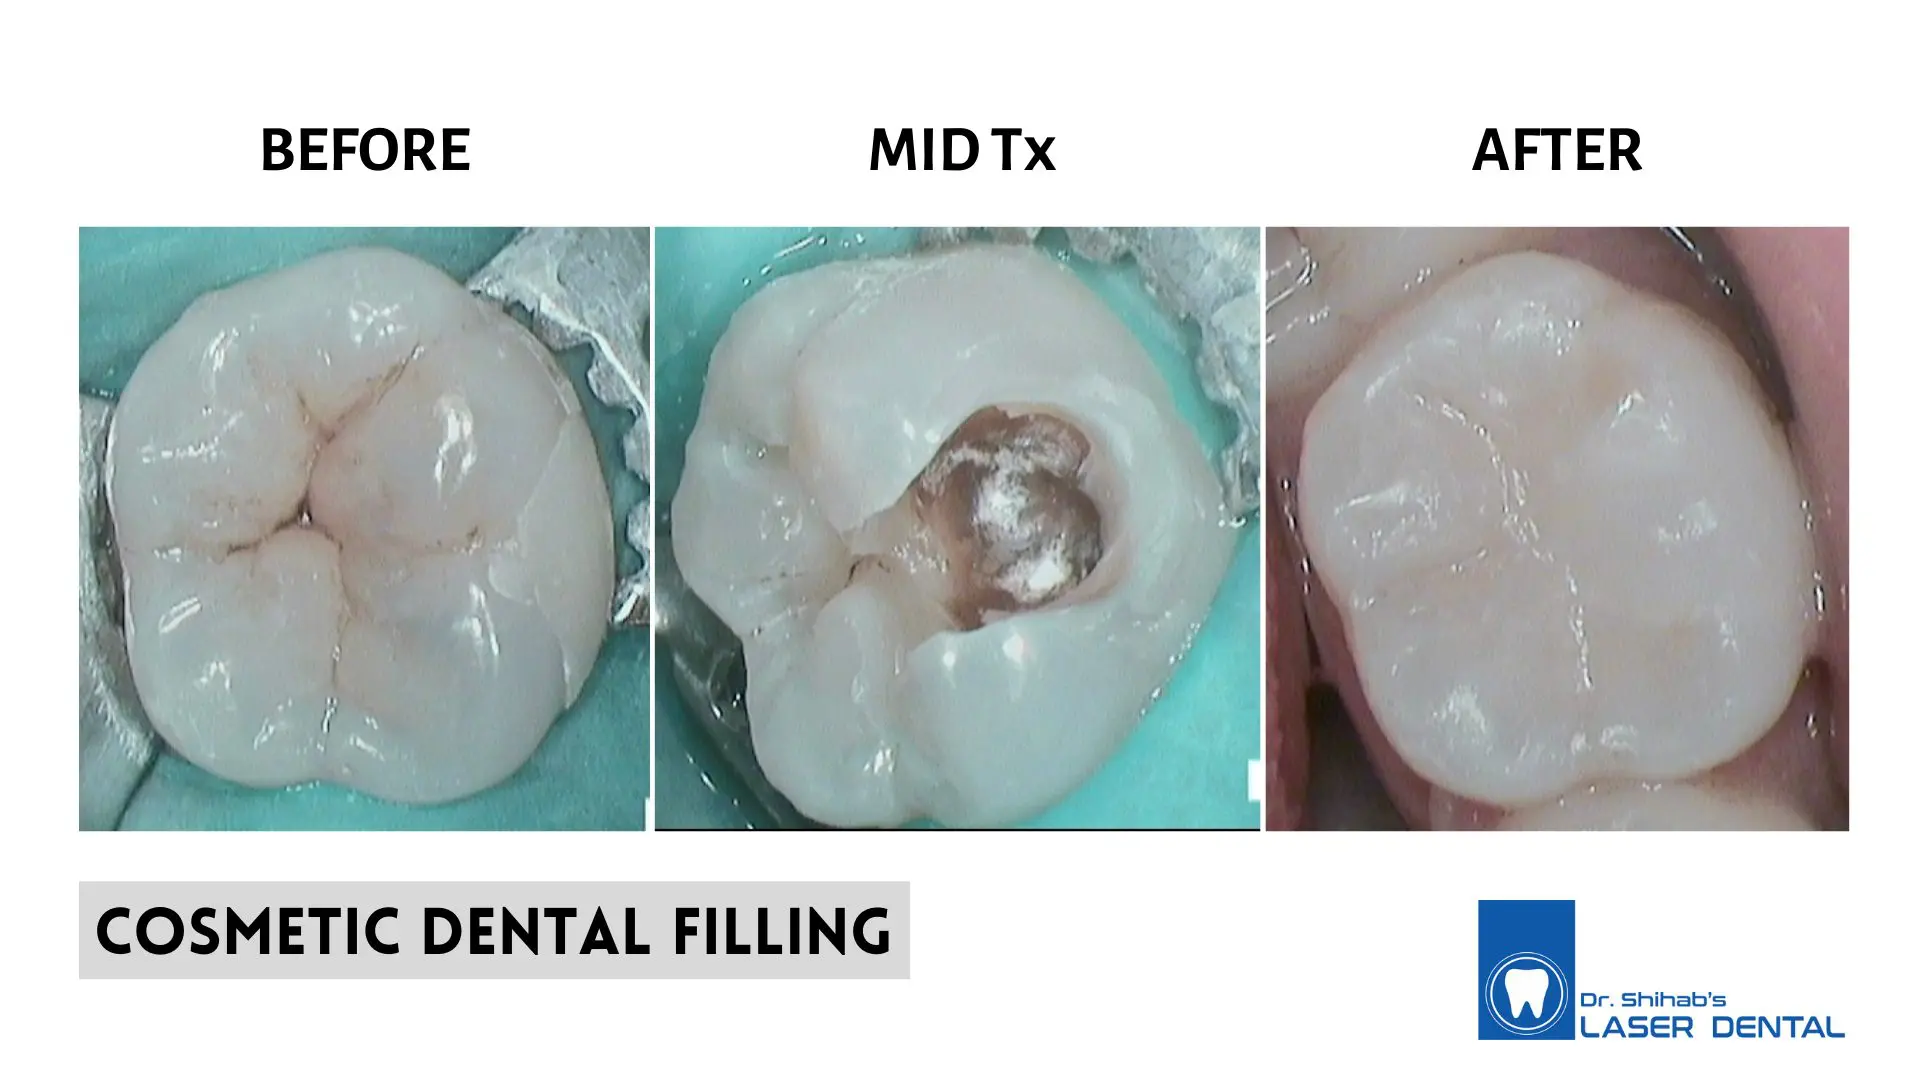 BEFORE
MID Tx
AFTER
COSMETIC DENTAL FILLING
Dr. Shihab's
LASER DENTAL